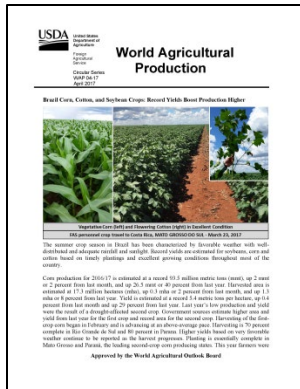 USDA
United States
Department of
Agriculture
Foreign
Agricultural
Service
Circular Series
WAP 04-17
April 2017
World Agricultural
Production
Brazil Corn, Cotton, and Soybean Crops: Record Yields Boost Production Higher
Vegetative Corn (left) and Flowering Cotton (right) in Excellent Condition
FAS personnel crop travel to Costa Rica, MATO GROSSO DO SUL - March 23, 2017
The summer crop season in Brazil has been characterized by favorable weather with well-
distributed and adequate rainfall and sunlight. Record yields are estimated for soybeans, corn and
cotton based on timely plantings and excellent growing conditions throughout most of the
country.
Corn production for 2016/17 is estimated at a record 93.5 million metric tons (mmt), up 2 mmt
or 2 percent from last month, and up 26.5 mmt or 40 percent from last year. Harvested area is
estimated at 17.3 million hectares (mha), up 0.3 mha or 2 percent from last month, and up 1.3
mha or 8 percent from last year. Yield is estimated at a record 5.4 metric tons per hectare, up 0.4
percent from last month and up 29 percent from last year. Last year's low production and yield
were the result of a drought-affected second crop. Government sources estimate higher area and
yield from last year for the first crop and record area for the second crop. Harvesting of the first-
crop corn began in February and is advancing at an above-average pace. Harvesting is 70 percent
complete in Rio Grande do Sul and 80 percent in Parana. Higher yields based on very favorable
weather continue to be reported as the harvest progresses. Planting is essentially complete in
Mato Grosso and Paraná, the leading second-crop corn producing states. This year farmers were
Approved by the World Agricultural Outlook Board